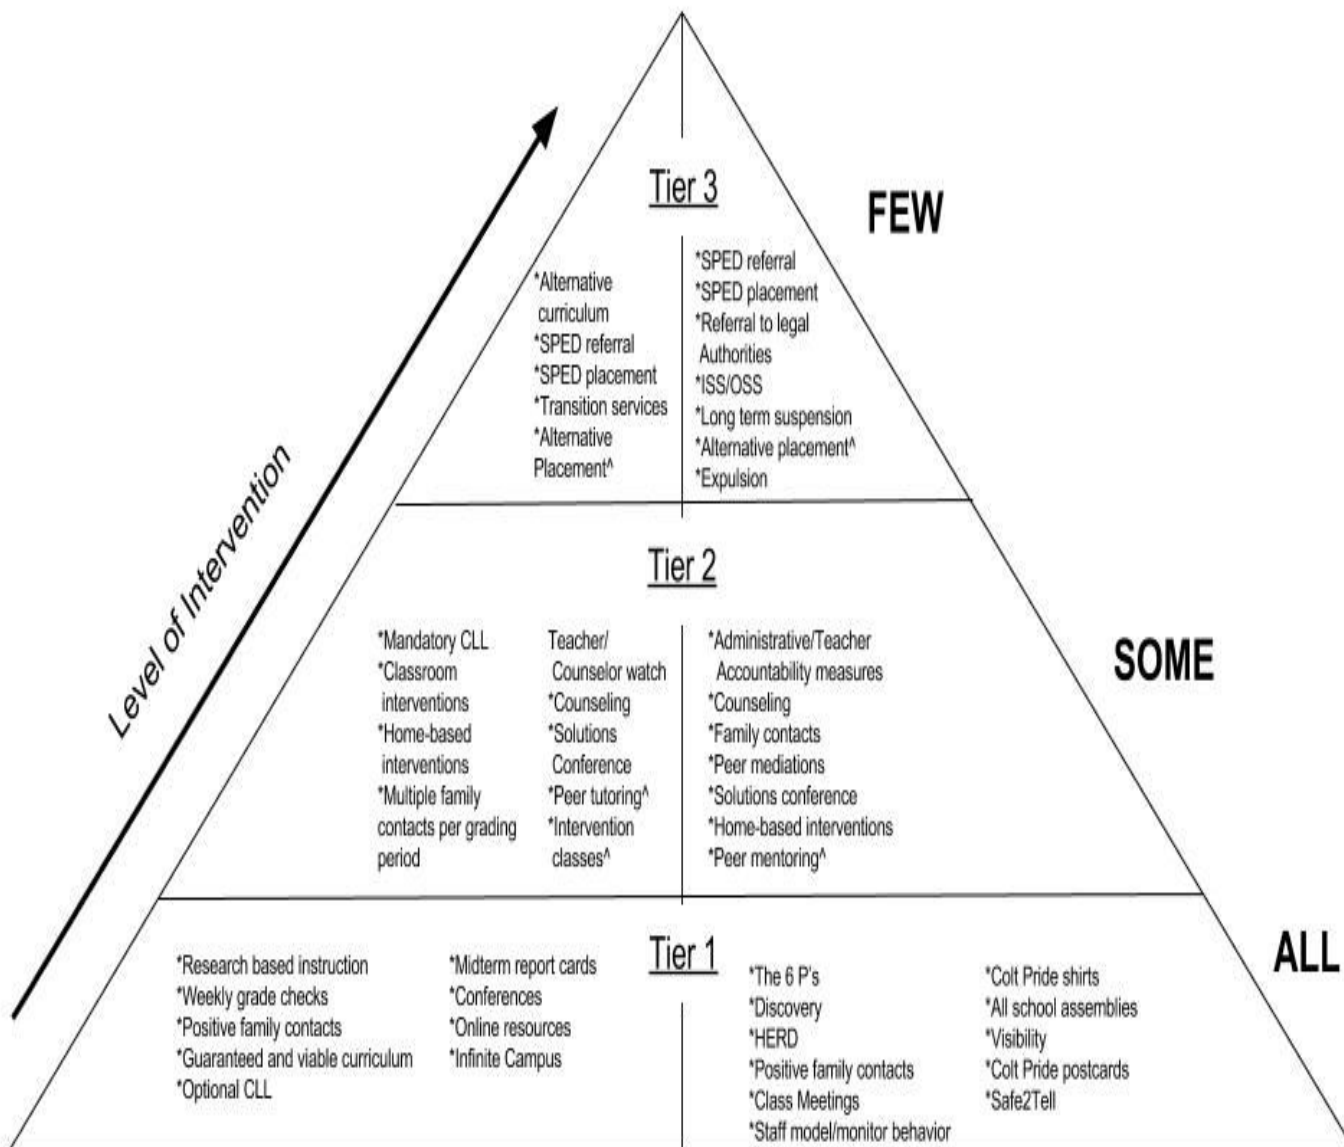 Tier 3
FEW
*Alternative
curriculum
*SPED referral
*SPED placement
*Transition services
*Alternative
Placement^
*SPED referral
*SPED placement
*Referral to legal
Authorities
*ISS/OSS
*Long term suspension
*Alternative placement^
*Expulsion
Level of Intervention
Tier 2
SOME
*Mandatory CLL
*Classroom
interventions
*Home-based
interventions
*Multiple family
contacts per grading
period
Teacher/
Counselor watch
*Counseling
*Solutions
Conference
*Peer tutoring^
*Intervention
classes^
*Administrative/Teacher
Accountability measures
*Counseling
*Family contacts
*Peer mediations
*Solutions conference
*Home-based interventions
*Peer mentoring^
Tier 1
ALL
*Research based instruction
*Weekly grade checks
*Positive family contacts
*Guaranteed and viable curriculum
*Optional CLL
*Midterm report cards
*Conferences
*Online resources
*Infinite Campus
*The 6 P's
*Discovery
*HERD
*Positive family contacts
*Class Meetings
*Staff model/monitor behavior
*Colt Pride shirts
*All school assemblies
*Visibility
*Colt Pride postcards
*Safe2Tell